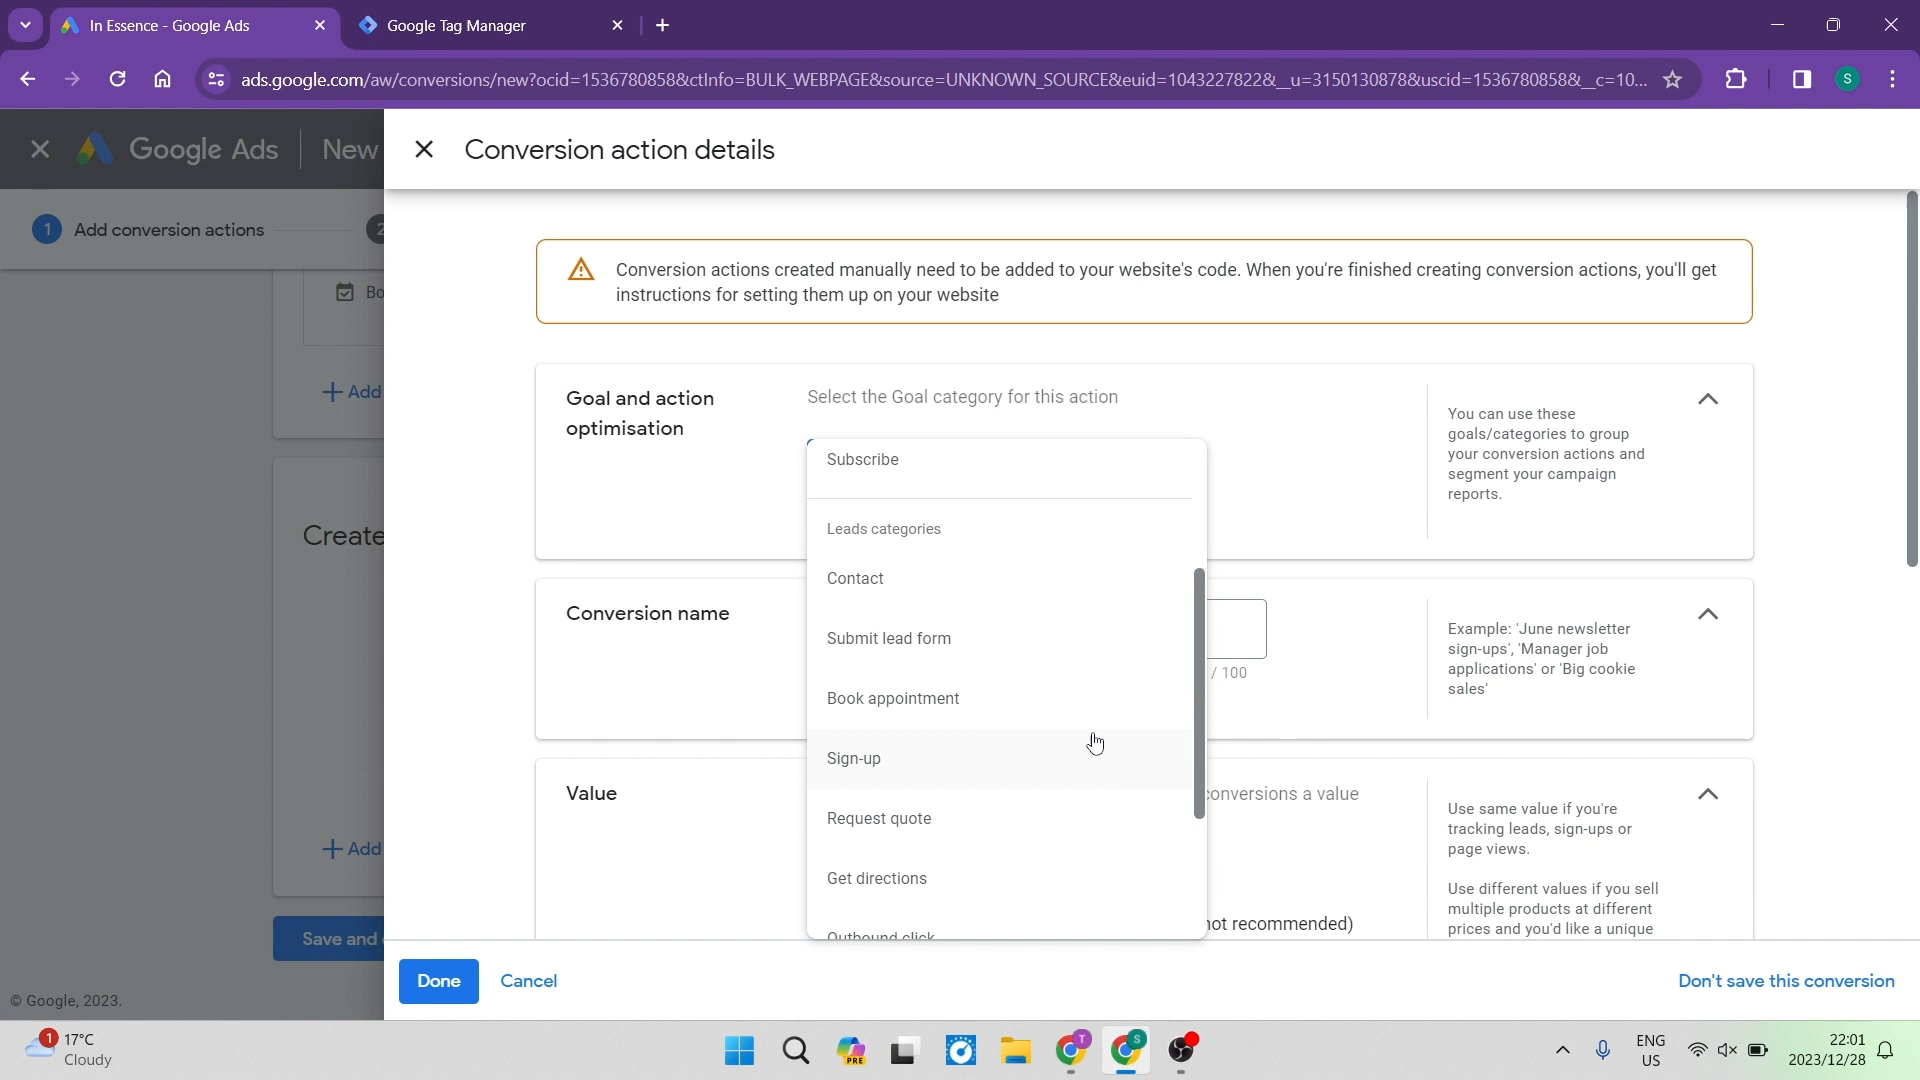 In Essence - Google Ads
Google Tag Manager
ads.google.com/aw/conversions/new?ocid=1536780858&ctInfo=BULK_WEBPAGE&source=UNKNOWN_SOURCE&euid=1043227822&__u=3150130878&uscid=1536780858&__c=10...
S
Google Ads
New
Conversion action details
1
Add conversion actions
2
Conversion actions created manually need to be added to your website's code. When you're finished creating conversion actions, you'll get
instructions for setting them up on your website
Bo
+ Add
Goal and action
optimisation
Select the Goal category for this action
You can use these
goals/categories to group
your conversion actions and
segment your campaign
reports.
Subscribe
Leads categories
Contact
Submit lead form
Book appointment
Sign-up
Request quote
Get directions
Outbound click
Create
Conversion name
/ 100
Example: 'June newsletter
sign-ups', 'Manager job
applications' or 'Big cookie
sales'
Value
conversions a value
not recommended)
Use same value if you're
tracking leads, sign-ups or
page views.
Use different values if you sell
multiple products at different
prices and you'd like a unique
+ Add
Save and
Done
Cancel
Don't save this conversion
© Google, 2023.
1
17°C
Cloudy
PRE
T
S
ENG
US
22:01
2023/12/28